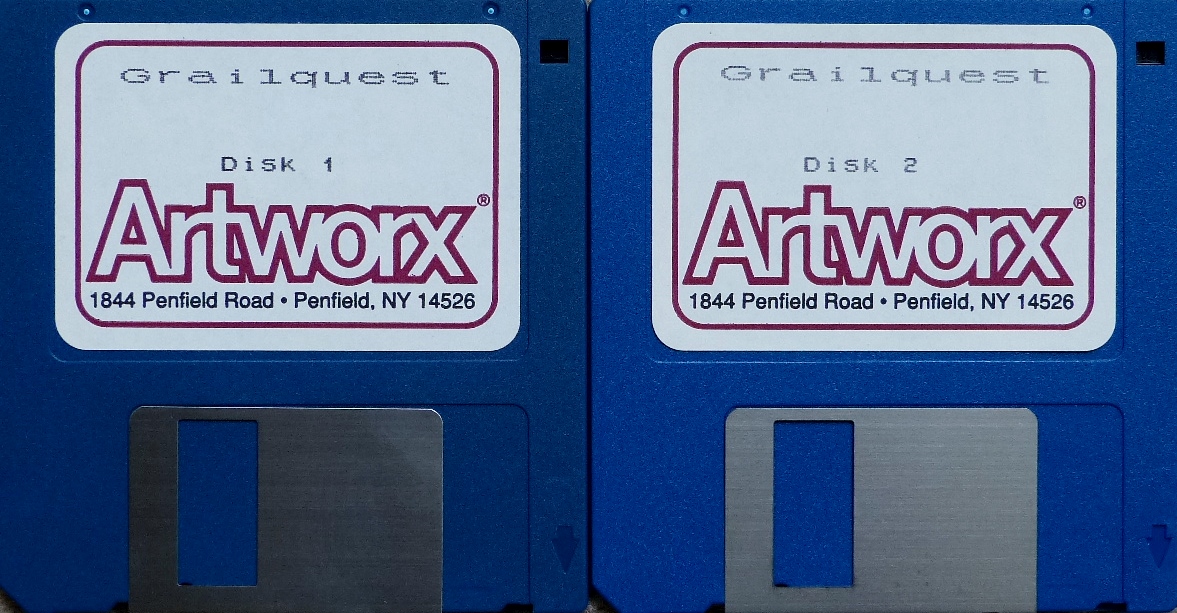 Grailquest
Disk 1
Artworx®
1844 Penfield Road • Penfield, NY 14526
Grailquest
Disk 2
Artworx®
1844 Penfield Road • Penfield, NY 14526